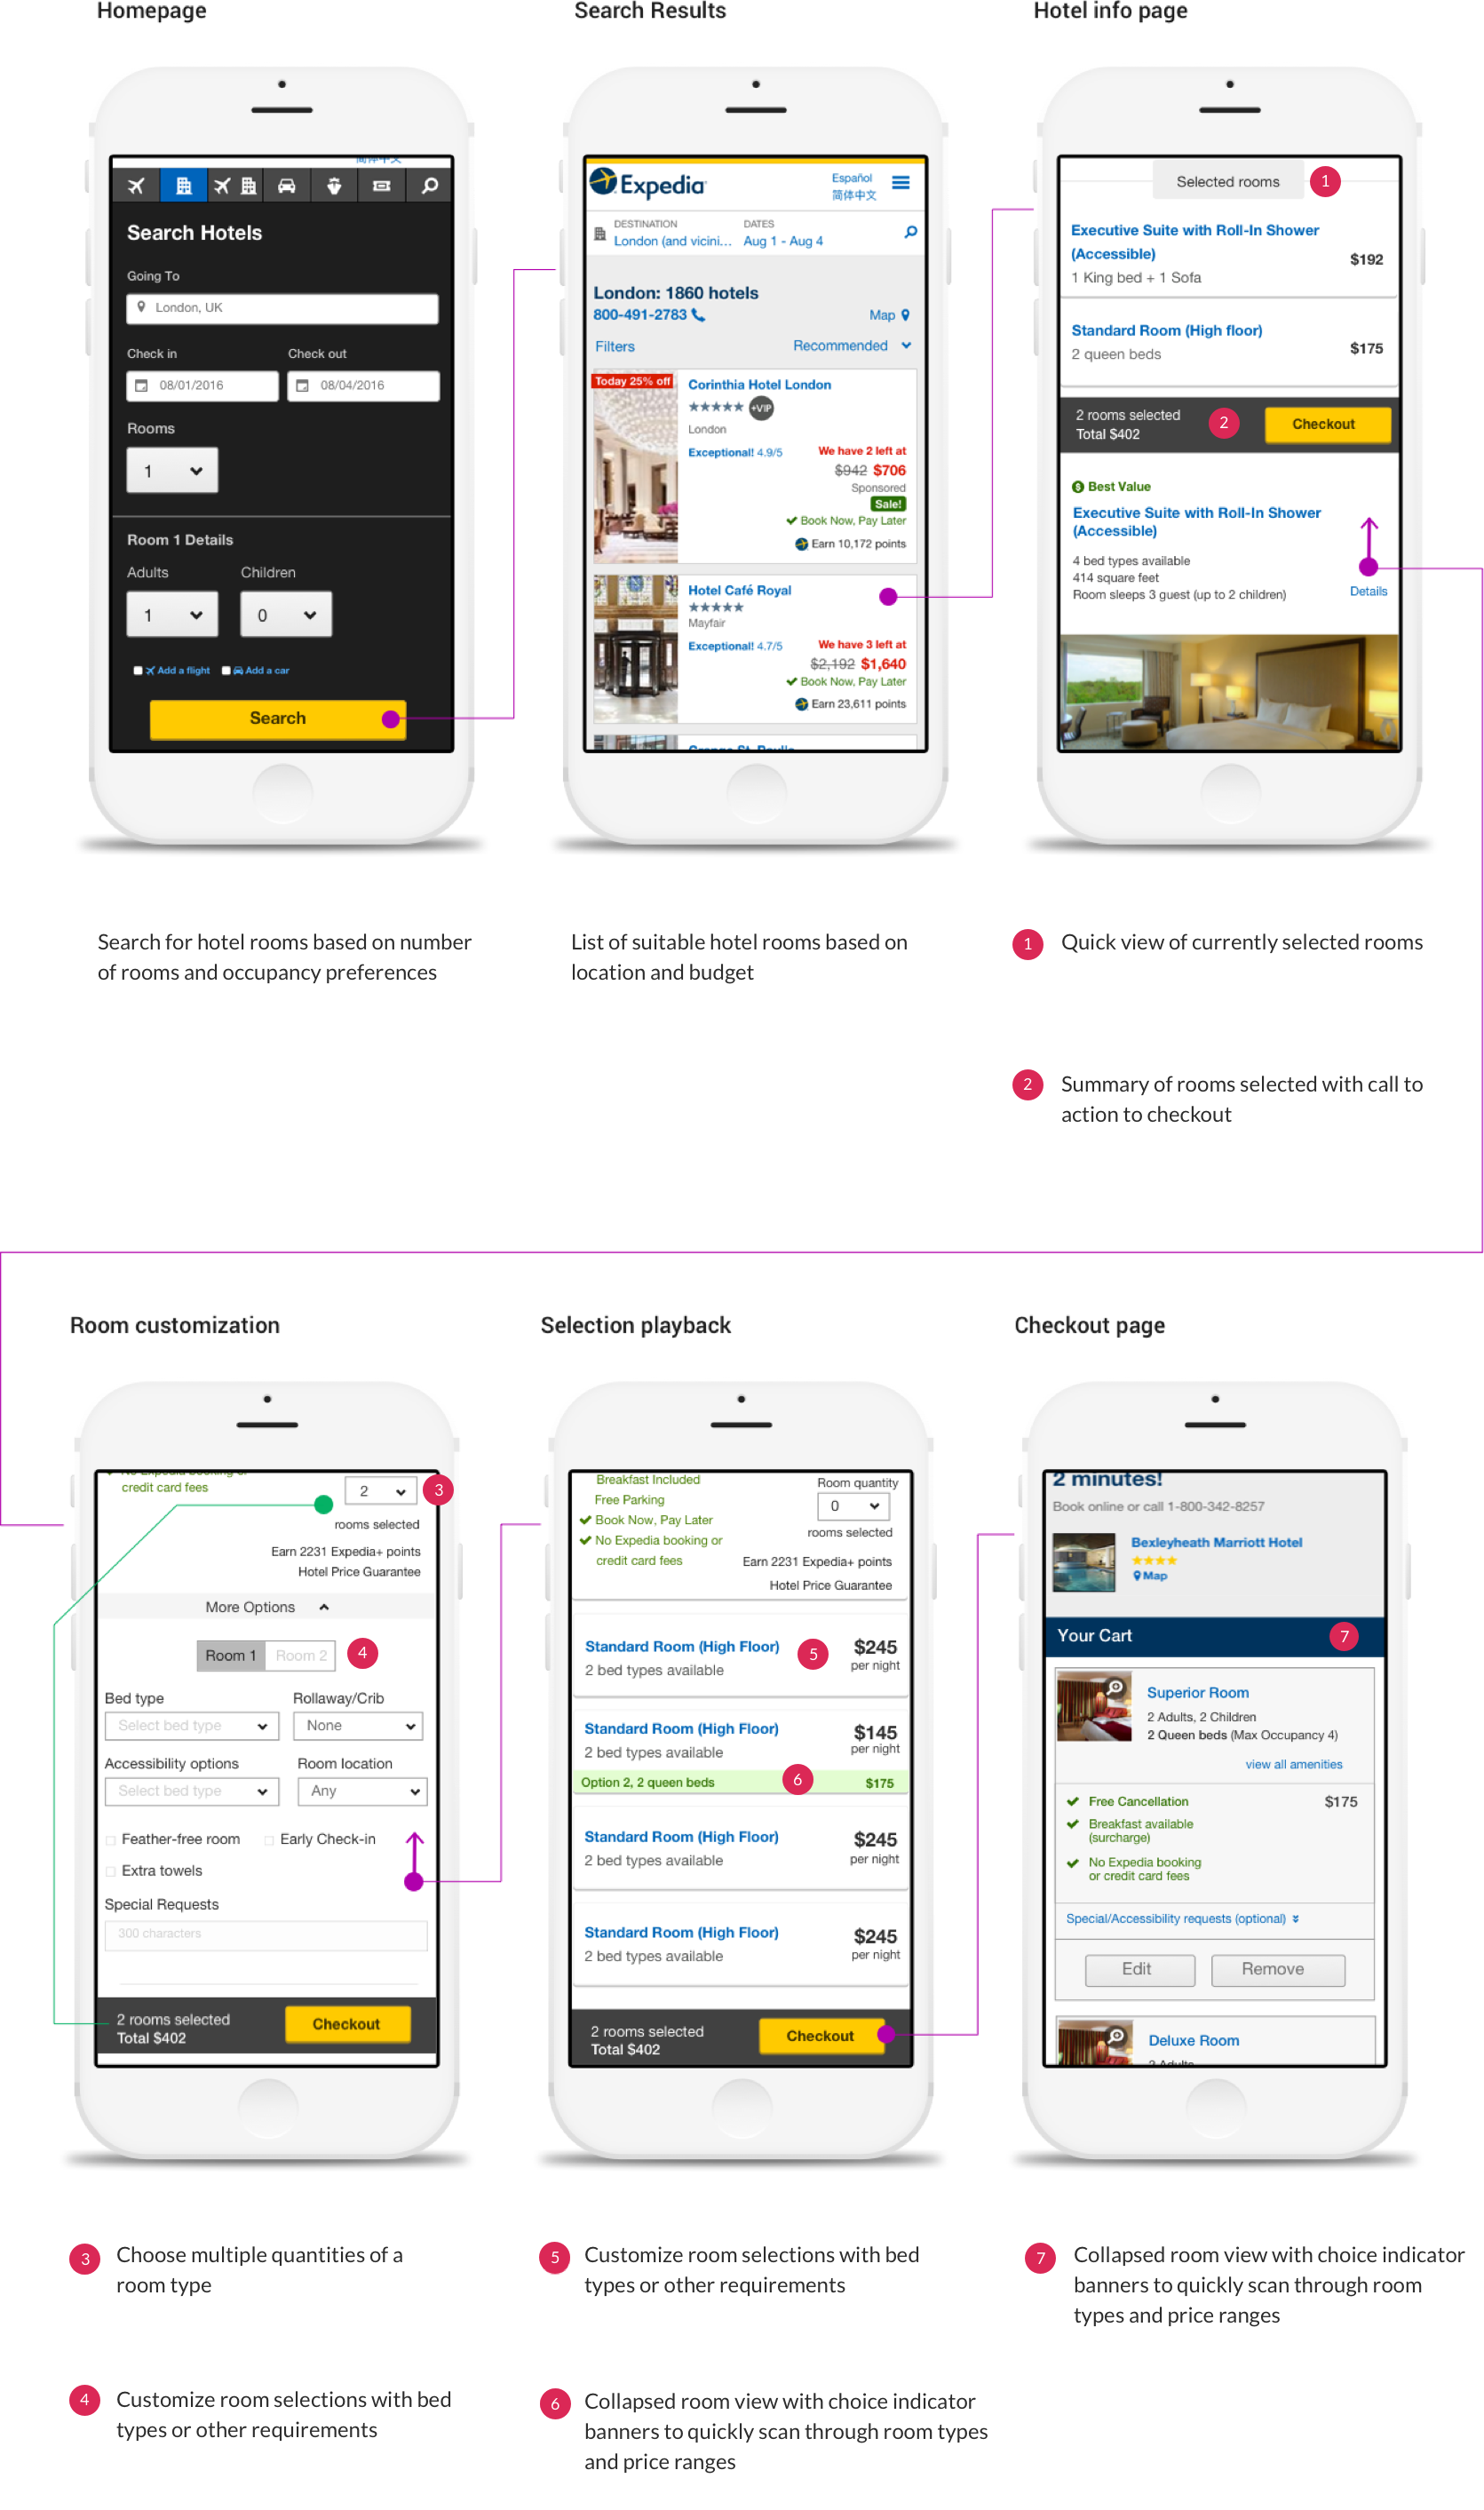 Homepage
Search Results
Hotel info page
简体中文
Search Hotels
Going To
London, UK
Check in
Check out
08/01/2016
08/04/2016
Rooms
1
Room 1 Details
Adults
Children
1
0
Add a flight
Add a car
Search
Expedia
Español
简体中文
DESTINATION
DATES
London (and vicini...
Aug 1 - Aug 4
London: 1860 hotels
800-491-2783
Map
Filters
Recommended
Today 25% off
Corinthia Hotel London
+VIP
London
Exceptional! 4.9/5
We have 2 left at
$942 $706
Sponsored
Sale!
Book Now, Pay Later
Earn 10,172 points
Hotel Café Royal
Mayfair
Exceptional! 4.7/5
We have 3 left at
$2,192 $1,640
Book Now, Pay Later
Earn 23,611 points
Selected rooms
1
Executive Suite with Roll-In Shower
(Accessible)
$192
1 King bed + 1 Sofa
Standard Room (High floor)
$175
2 queen beds
2 rooms selected
Total $402
2
Checkout
Best Value
Executive Suite with Roll-In Shower
(Accessible)
4 bed types available
414 square feet
Room sleeps 3 guest (up to 2 children)
Details
Search for hotel rooms based on number
of rooms and occupancy preferences
List of suitable hotel rooms based on
location and budget
1 Quick view of currently selected rooms
2 Summary of rooms selected with call to
action to checkout
Room customization
Selection playback
Checkout page
No Expedia booking or
credit card fees
2
3
rooms selected
Earn 2231 Expedia+ points
Hotel Price Guarantee
More Options
Room 1
Room 2
4
Bed type
Rollaway/Crib
Select bed type
None
Accessibility options
Room location
Select bed type
Any
Feather-free room
Early Check-in
Extra towels
Special Requests
300 characters
2 rooms selected
Total $402
Checkout
Breakfast Included
Room quantity
Free Parking
0
Book Now, Pay Later
rooms selected
No Expedia booking or
credit card fees
Earn 2231 Expedia+ points
Hotel Price Guarantee
Standard Room (High Floor)
5
$245
2 bed types available
per night
Standard Room (High Floor)
$145
2 bed types available
per night
Option 2, 2 queen beds
6
$175
Standard Room (High Floor)
$245
2 bed types available
per night
Standard Room (High Floor)
$245
2 bed types available
per night
2 rooms selected
Total $402
Checkout
2 minutes!
Book online or call 1-800-342-8257
Bexleyheath Marriott Hotel
Map
Your Cart
7
Superior Room
2 Adults, 2 Children
2 Queen beds (Max Occupancy 4)
view all amenities
Free Cancellation
$175
Breakfast available
(surcharge)
No Expedia booking
or credit card fees
Special/Accessibility requests (optional)
Edit
Remove
Deluxe Room
2 Adults
3 Choose multiple quantities of a
room type
4 Customize room selections with bed
types or other requirements
5 Customize room selections with bed
types or other requirements
6 Collapsed room view with choice indicator
banners to quickly scan through room types
and price ranges
7 Collapsed room view with choice indicator
banners to quickly scan through room
types and price ranges